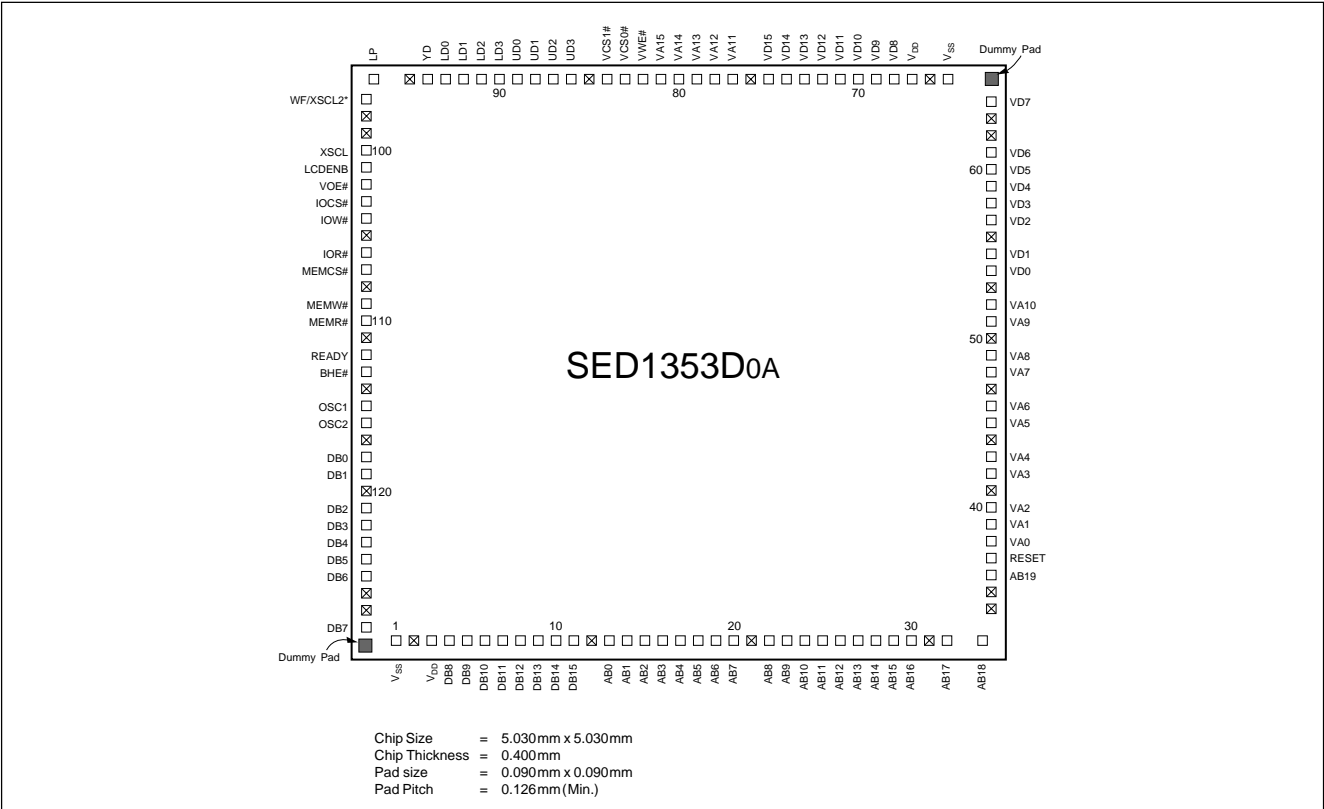 LP YD LD0 LD1 LD2 LD3 UD0 UD1 UD2 UD3 VCS1# VCS0# VWE# VA15 VA14 VA13 VA12 VA11 VD15 VD14 VD13 VD12 VD11 VD10 VD9 VD8 VDD VSS
Dummy Pad
90 80 70
WF/XSCL2*
XSCL 100
LCDENB
VOE#
IOCS#
IOW#
IOR#
MEMCS#
MEMW#
MEMR# 110
READY
BHE#
OSC1
OSC2
DB0
DB1
120
DB2
DB3
DB4
DB5
DB6
DB7
Dummy Pad
SED1353D0A
VD7
VD6
60 VD5
VD4
VD3
VD2
VD1
VD0
VA10
VA9
50
VA8
VA7
VA6
VA5
VA4
VA3
40 VA2
VA1
VA0
RESET
AB19
1 10 20 30
VSS VDD DB8 DB9 DB10 DB11 DB12 DB13 DB14 DB15 AB0 AB1 AB2 AB3 AB4 AB5 AB6 AB7 AB8 AB9 AB10 AB11 AB12 AB13 AB14 AB15 AB16 AB17 AB18
Chip Size = 5.030mm x 5.030mm
Chip Thickness = 0.400mm
Pad size = 0.090mm x 0.090mm
Pad Pitch = 0.126mm (Min.)